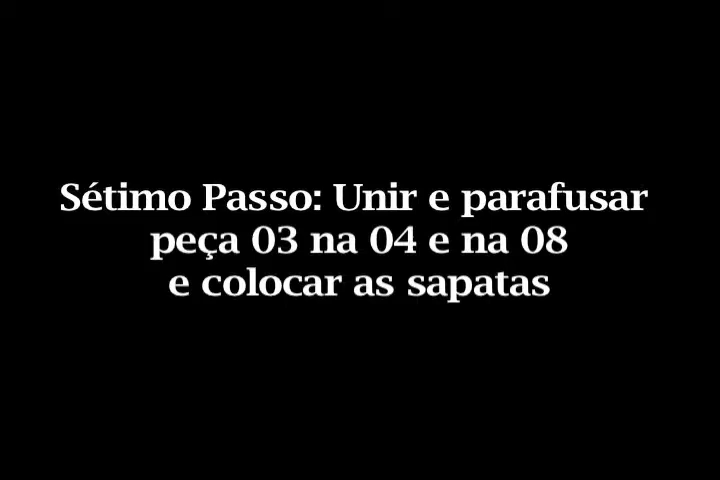 Sétimo Passo: Unir e parafusar
peça 03 na 04 e na 08
e colocar as sapatas